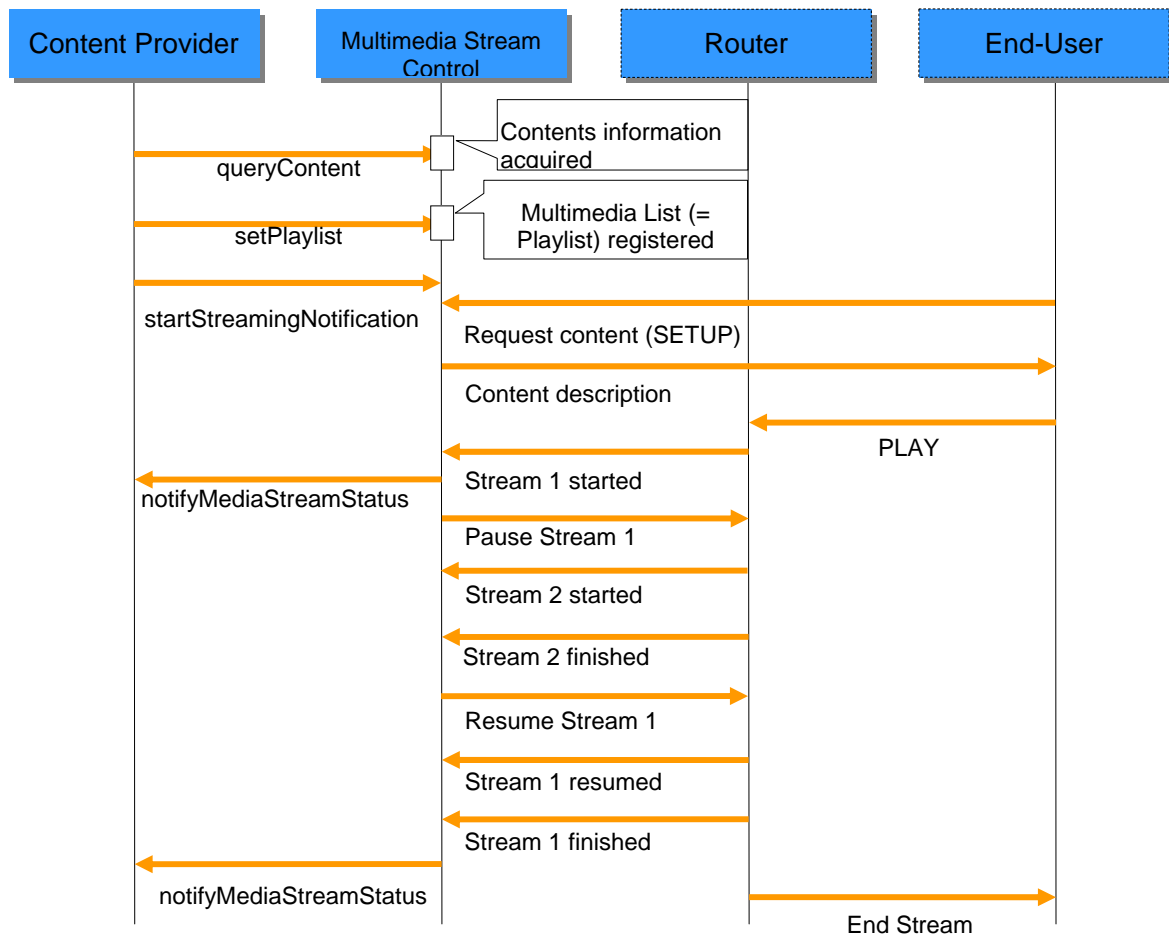 Content Provider
Multimedia Stream
Control
Router
End-User
Contents information
acquired
queryContent
Multimedia List (=
Playlist) registered
setPlaylist
startStreamingNotification
Request content (SETUP)
Content description
PLAY
Stream 1 started
notifyMediaStreamStatus
Pause Stream 1
Stream 2 started
Stream 2 finished
Resume Stream 1
Stream 1 resumed
Stream 1 finished
notifyMediaStreamStatus
End Stream